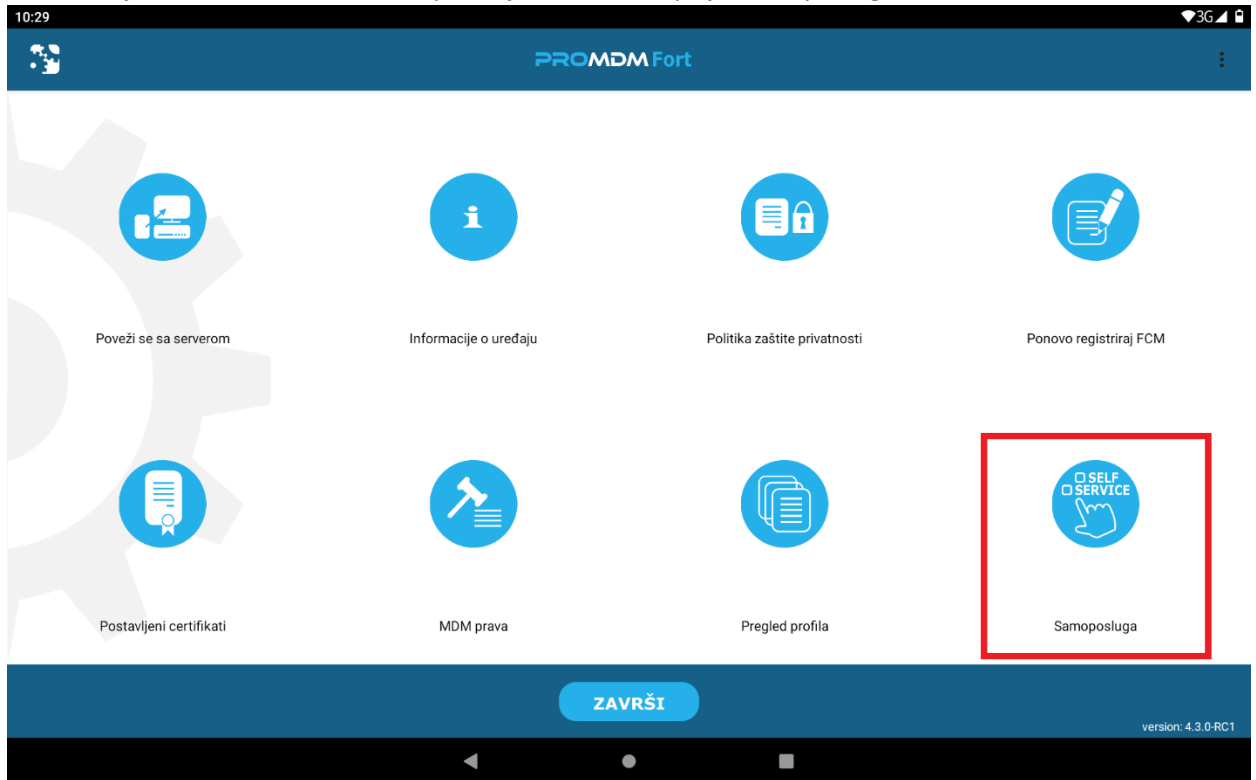 10:29
3G
PROMDM Fort
Poveži se sa serverom
Informacije o uređaju
Politika zaštite privatnosti
Ponovo registriraj FCM
SELF
SERVICE
Postavljeni certifikati
MDM prava
Pregled profila
Samoposluga
ZAVRŠI
version: 4.3.0-RC1